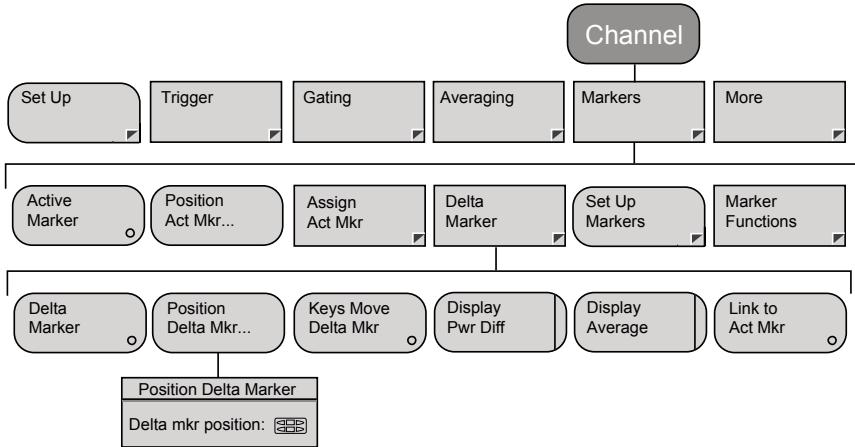 Channel
Set Up
Trigger
Gating
Averaging
Markers
More
Active
Marker
Position
Act Mkr...
Assign
Act Mkr
Delta
Marker
Set Up
Markers
Marker
Functions
Delta
Marker
Position
Delta Mkr...
Keys Move
Delta Mkr
Display
Pwr Diff
Display
Average
Link to
Act Mkr
Position Delta Marker
Delta mkr position: